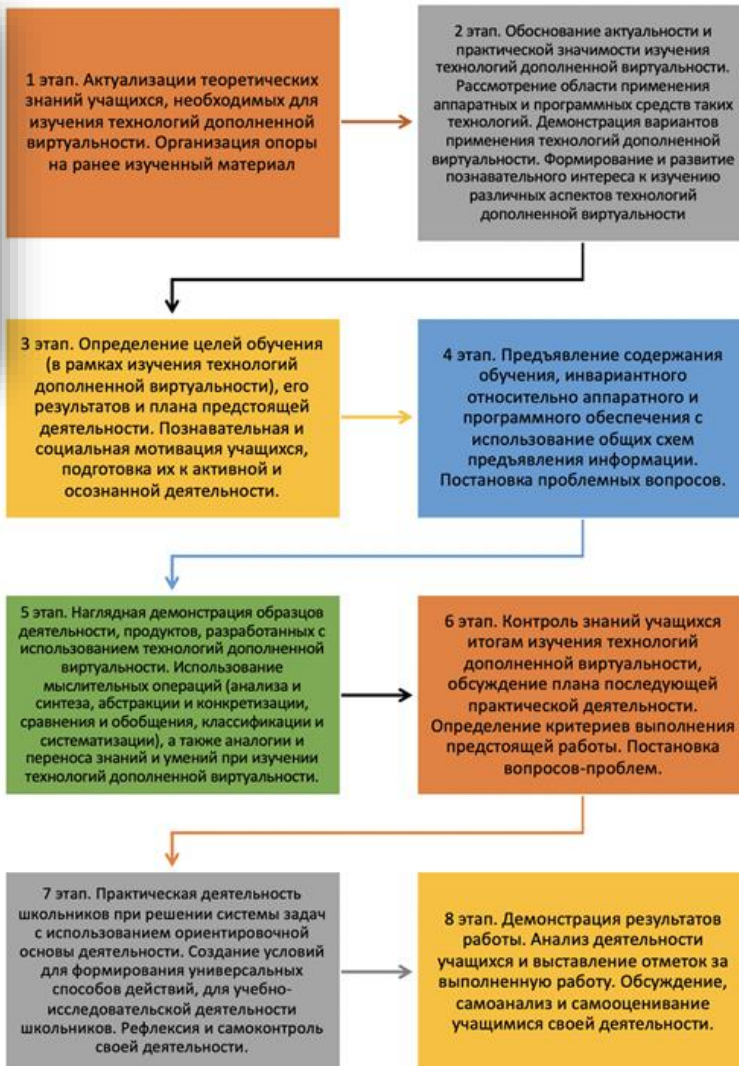 1 этап. Актуализации теоретических
знаний учащихся, необходимых для
изучения технологий дополненной
виртуальности. Организация опоры
на ранее изученный материал
2 этап. Обоснование актуальности и
практической значимости изучения
технологий дополненной виртуальности.
Рассмотрение области применения
аппаратных и программных средств таких
технологий. Демонстрация вариантов
применения технологий дополненной
виртуальности. Формирование и развитие
познавательного интереса к изучению
различных аспектов технологий
дополненной виртуальности
3 этап. Определение целей обучения
(в рамках изучения технологий
дополненной виртуальности), его
результатов и плана предстоящей
деятельности. Познавательная и
социальная мотивация учащихся,
подготовка их к активной и
осознанной деятельности.
4 этап. Предъявление содержания
обучения, инвариантного
относительно аппаратного и
программного обеспечения с
использование общих схем
предъявления информации.
Постановка проблемных вопросов.
5 этап. Наглядная демонстрация образцов
деятельности, продуктов, разработанных с
использованием технологий дополненной
виртуальности. Использование
мыслительных операций (анализа и
синтеза, абстракции и конкретизации,
сравнения и обобщения, классификации и
систематизации), а также аналогии и
переноса знаний и умений при изучении
технологий дополненной виртуальности.
6 этап. Контроль знаний учащихся
итогам изучения технологий
дополненной виртуальности,
обсуждение плана последующей
практической деятельности.
Определение критериев выполнения
предстоящей работы. Постановка
вопросов-проблем.
7 этап. Практическая деятельность
школьников при решении системы задач
с использованием ориентировочной
основы деятельности. Создание условий
для формирования универсальных
способов действий, для учебно-
исследовательской деятельности
школьников. Рефлексия и самоконтроль
своей деятельности.
8 этап. Демонстрация результатов
работы. Анализ деятельности
учащихся и выставление отметок за
выполненную работу. Обсуждение,
самоанализ и самооценивание
учащимися своей деятельности.